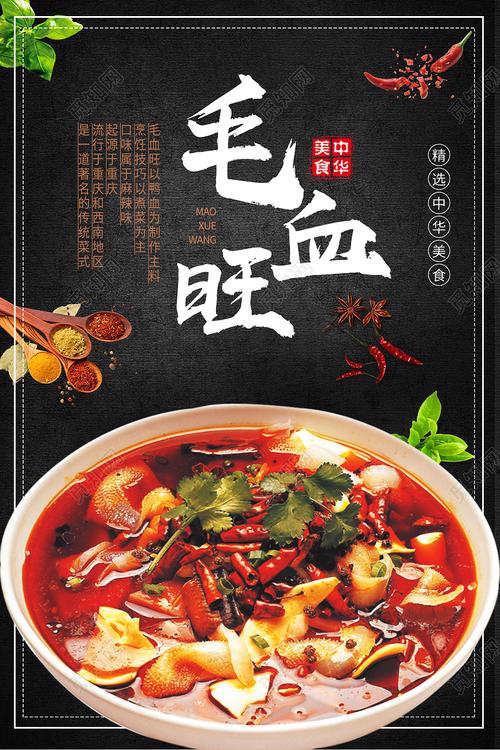 毛血旺
MAO
XUE
WANG
中华
美食
精选中华美食
毛血旺以鸭血为制作主料
烹饪技巧以煮菜为主
口味属于麻辣味
起源于重庆
流行于重庆和西南地区
是一道著名的传统菜式
觅知网